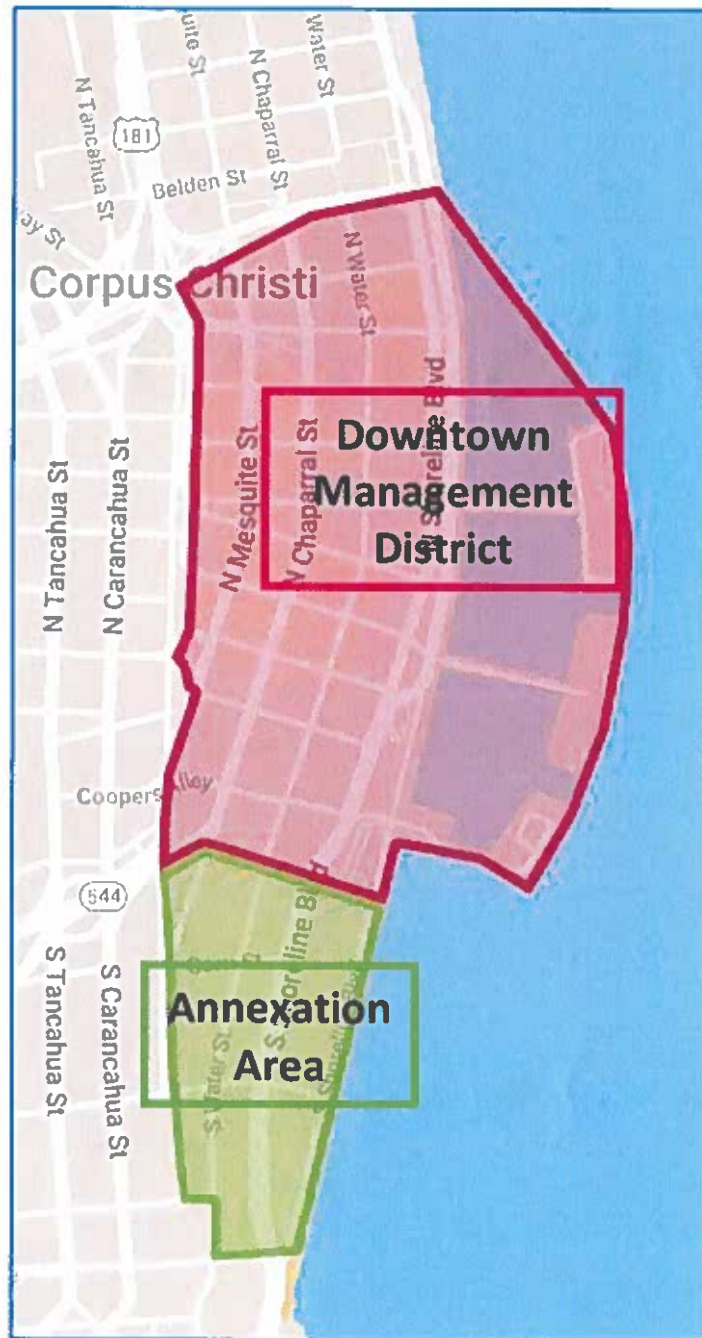 uite St
Water St
N Chaparral St
N Tancahua St
181
Belden St
ay St
Corpus Christi
N Water St
N Shoreline Blvd
Downtown
Management
District
N Mesquite St
N Chaparral St
N Tancahua St
N Carancahua St
Coopers Alley
544
S Shoreline Blvd
Annexation
Area
S Water St
S Tancahua St
S Carancahua St